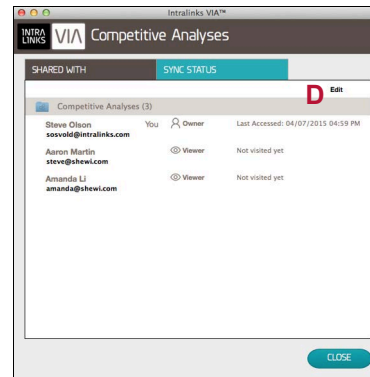 Intralinks VIA™
INTRA LINKS VIA Competitive Analyses
SHARED WITH SYNC STATUS
D Edit
Competitive Analyses (3)
Steve Olson You Owner Last Accessed: 04/07/2015 04:59 PM
sosvold@intralinks.com
Aaron Martin Viewer Not visited yet
steve@shewi.com
Amanda Li Viewer Not visited yet
amanda@shewi.com
CLOSE